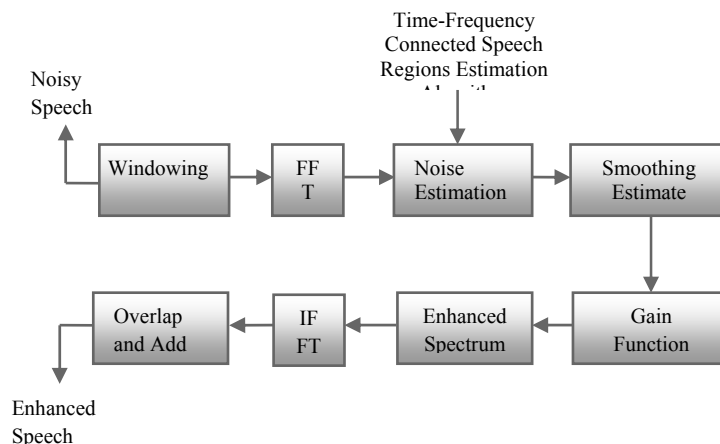 Time-Frequency
Connected Speech
Regions Estimation
Noisy
Speech
Windowing
FF
T
Noise
Estimation
Smoothing
Estimate
Overlap
and Add
IF
FT
Enhanced
Spectrum
Gain
Function
Enhanced
Speech